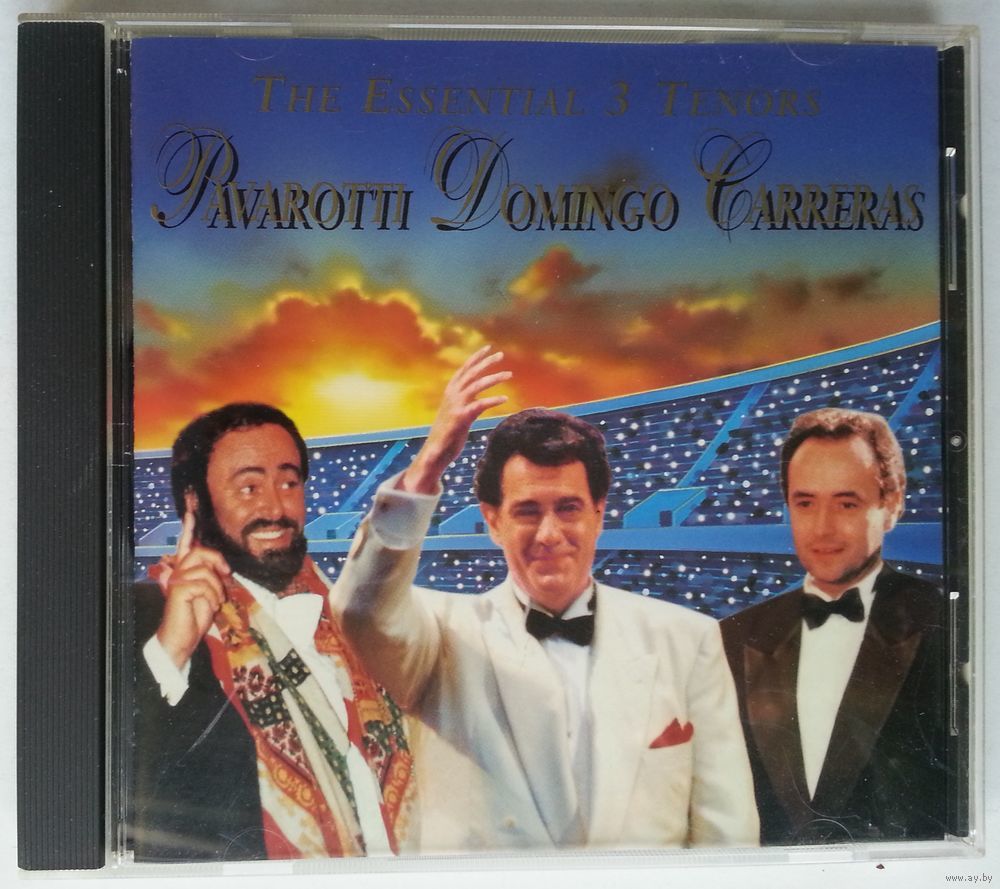 THE ESSENTIAL 3 TENORS
PAVAROTTI DOMINGO CARRERAS
www.ay.by